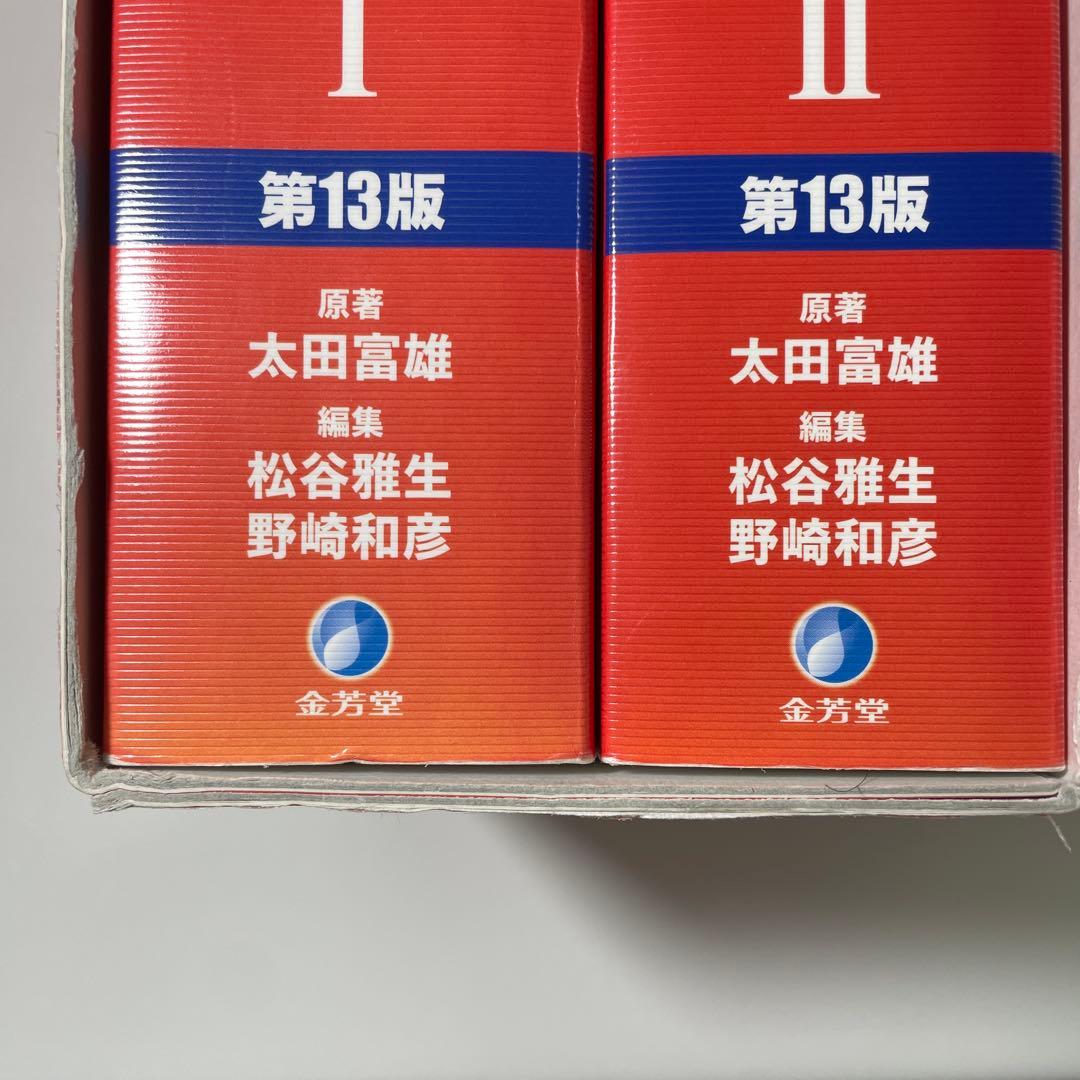 I
第13版
原著
太田富雄
編集
松谷雅生
野崎和彦
金芳堂
II
第13版
原著
太田富雄
編集
松谷雅生
野崎和彦
金芳堂